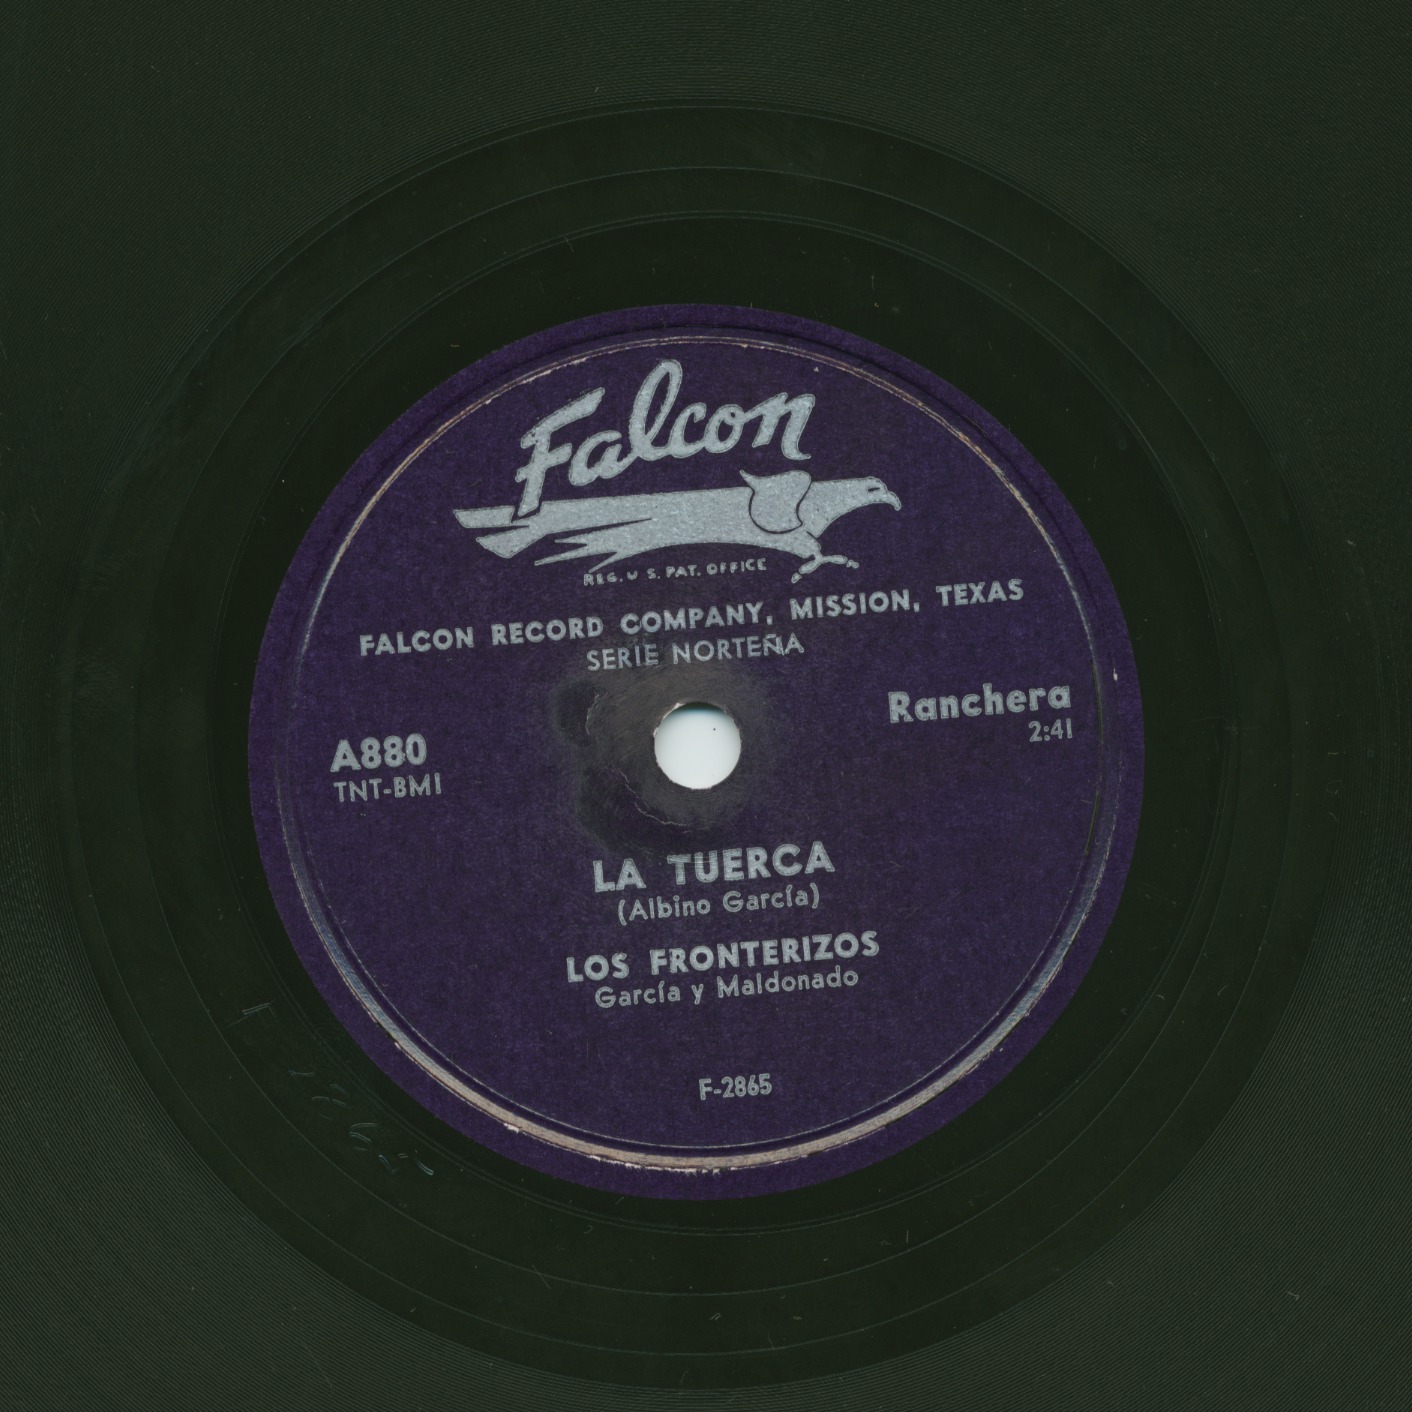 Falcon
REG. U.S. PAT. OFFICE
FALCON RECORD COMPANY, MISSION, TEXAS
SERIE NORTEÑA
Ranchera
2:41
A880
TNT-BMI
LA TUERCA
(Albino García)
LOS FRONTERIZOS
García y Maldonado
F-2865